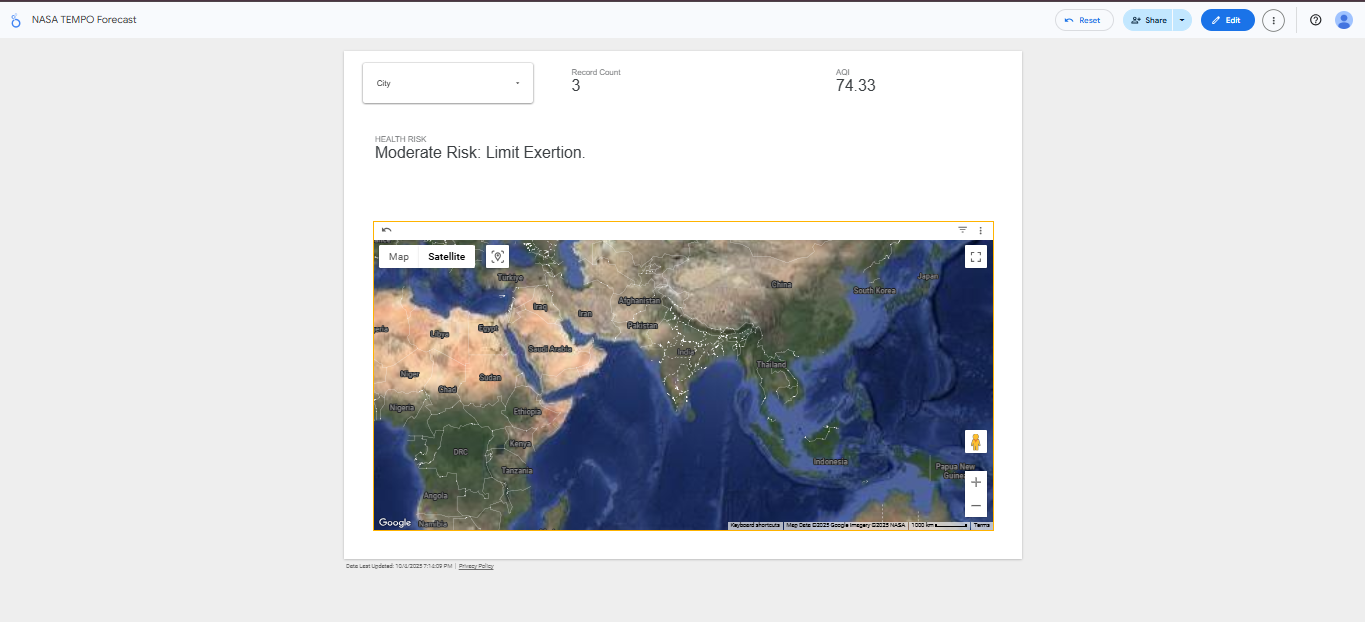 NASA TEMPO Forecast
Reset
Share
Edit
City
Record Count
3
AQI
74.33
HEALTH RISK
Moderate Risk: Limit Exertion.
Map
Satellite
Türkiye
Japan
China
South Korea
Afghanistan
Iraq
Iran
Pakistan
Libya
Egypt
Saudi Arabia
India
Thailand
Niger
Sudan
Chad
Nigeria
Ethiopia
Kenya
DRC
Indonesia
Papua New
Guinea
Tanzania
Angola
Namibia
Google
Keyboard shortcuts
Map Data ©2025 Google Imagery ©2025 NASA
1000 km
Terms
Data Last Updated: 10/4/2025 7:14:09 PM
Privacy Policy